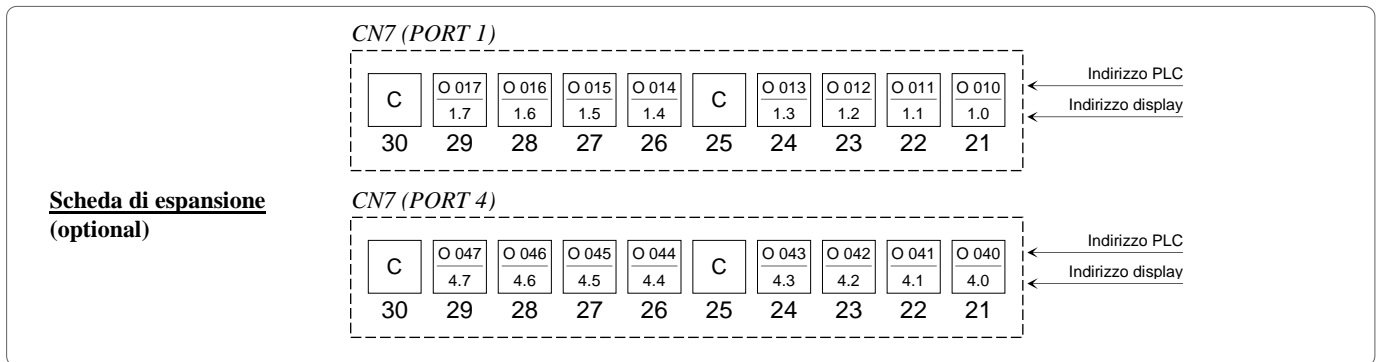 CN7 (PORT 1)
C O 017 O 016 O 015 O 014 C O 013 O 012 O 011 O 010 Indirizzo PLC
1.7 1.6 1.5 1.4 1.3 1.2 1.1 1.0 Indirizzo display
30 29 28 27 26 25 24 23 22 21
Scheda di espansione
(optional)
CN7 (PORT 4)
C O 047 O 046 O 045 O 044 C O 043 O 042 O 041 O 040 Indirizzo PLC
4.7 4.6 4.5 4.4 4.3 4.2 4.1 4.0 Indirizzo display
30 29 28 27 26 25 24 23 22 21